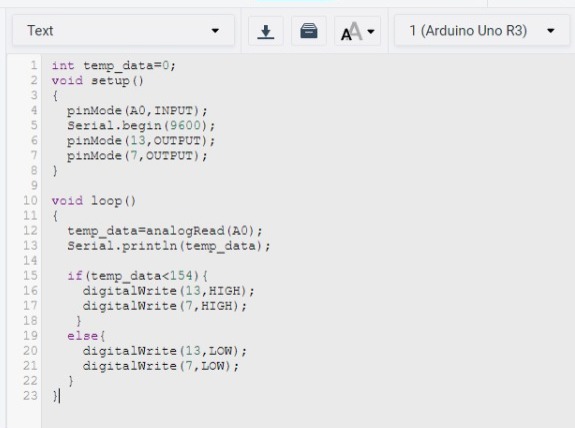 Text 1 (Arduino Uno R3)
1 int temp_data=0;
2 void setup()
3 {
4   pinMode(A0,INPUT);
5   Serial.begin(9600);
6   pinMode(13,OUTPUT);
7   pinMode(7,OUTPUT);
8 }
9
10 void loop()
11 {
12   temp_data=analogRead(A0);
13   Serial.println(temp_data);
14
15   if(temp_data<154){
16     digitalWrite(13,HIGH);
17     digitalWrite(7,HIGH);
18    }
19   else{
20     digitalWrite(13,LOW);
21     digitalWrite(7,LOW);
22   }
23 }